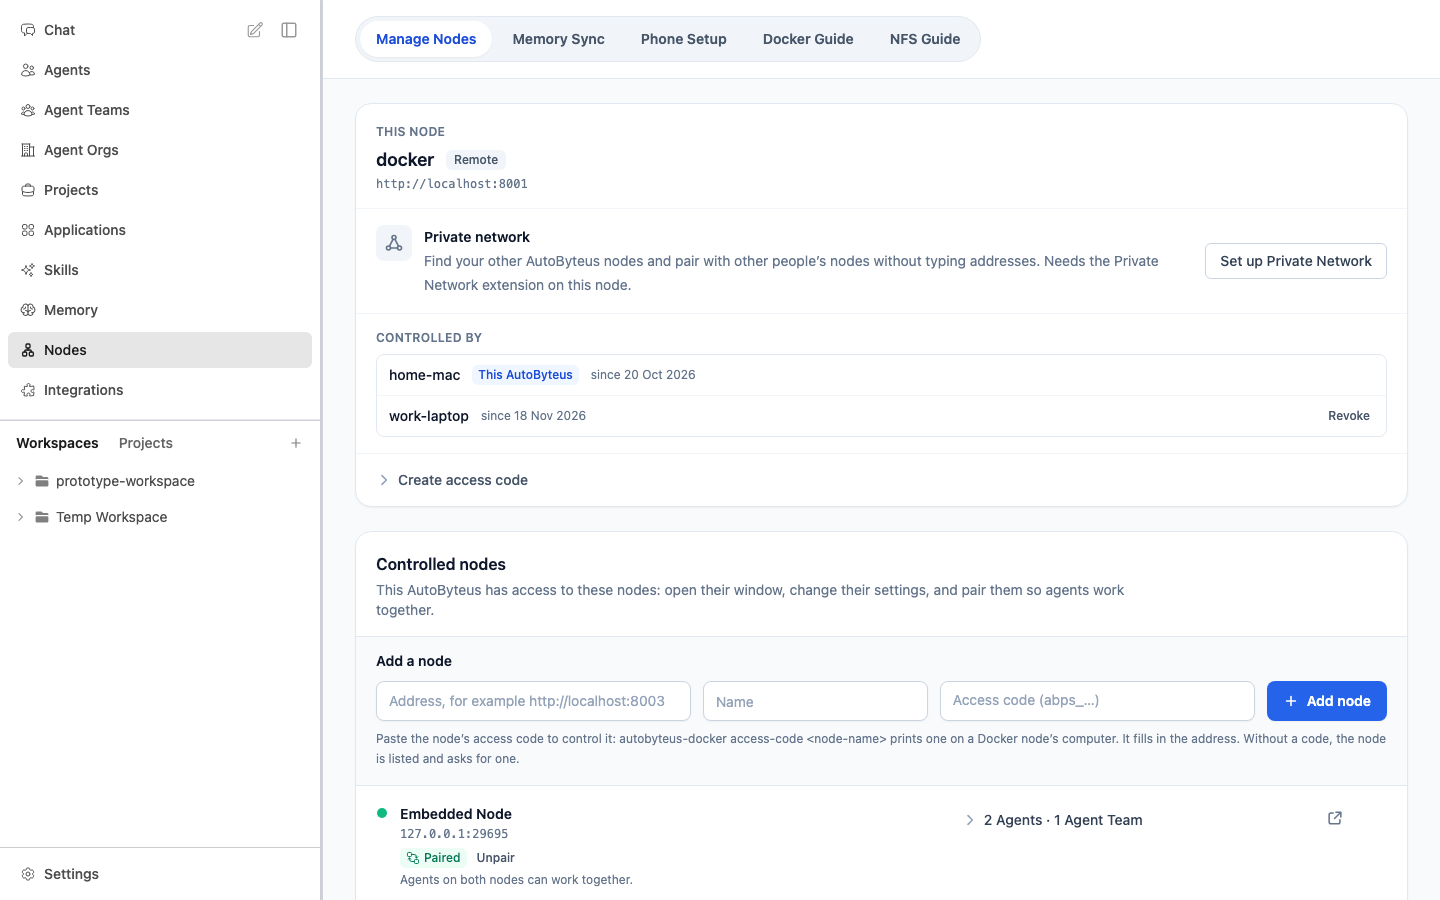 Chat
Agents
Agent Teams
Agent Orgs
Projects
Applications
Skills
Memory
Nodes
Integrations
Workspaces Projects
prototype-workspace
Temp Workspace
Settings
Manage Nodes Memory Sync Phone Setup Docker Guide NFS Guide
THIS NODE
docker Remote
http://localhost:8001
Private network
Find your other AutoByteus nodes and pair with other people’s nodes without typing addresses. Needs the Private
Network extension on this node.
Set up Private Network
CONTROLLED BY
home-mac This AutoByteus since 20 Oct 2026
work-laptop since 18 Nov 2026 Revoke
Create access code
Controlled nodes
This AutoByteus has access to these nodes: open their window, change their settings, and pair them so agents work
together.
Add a node
Address, for example http://localhost:8003 Name Access code (abps_…) Add node
Paste the node’s access code to control it: autobyteus-docker access-code <node-name> prints one on a Docker node’s computer. It fills in the address. Without a code, the node
is listed and asks for one.
Embedded Node
127.0.0.1:29695
Paired Unpair
Agents on both nodes can work together.
2 Agents · 1 Agent Team